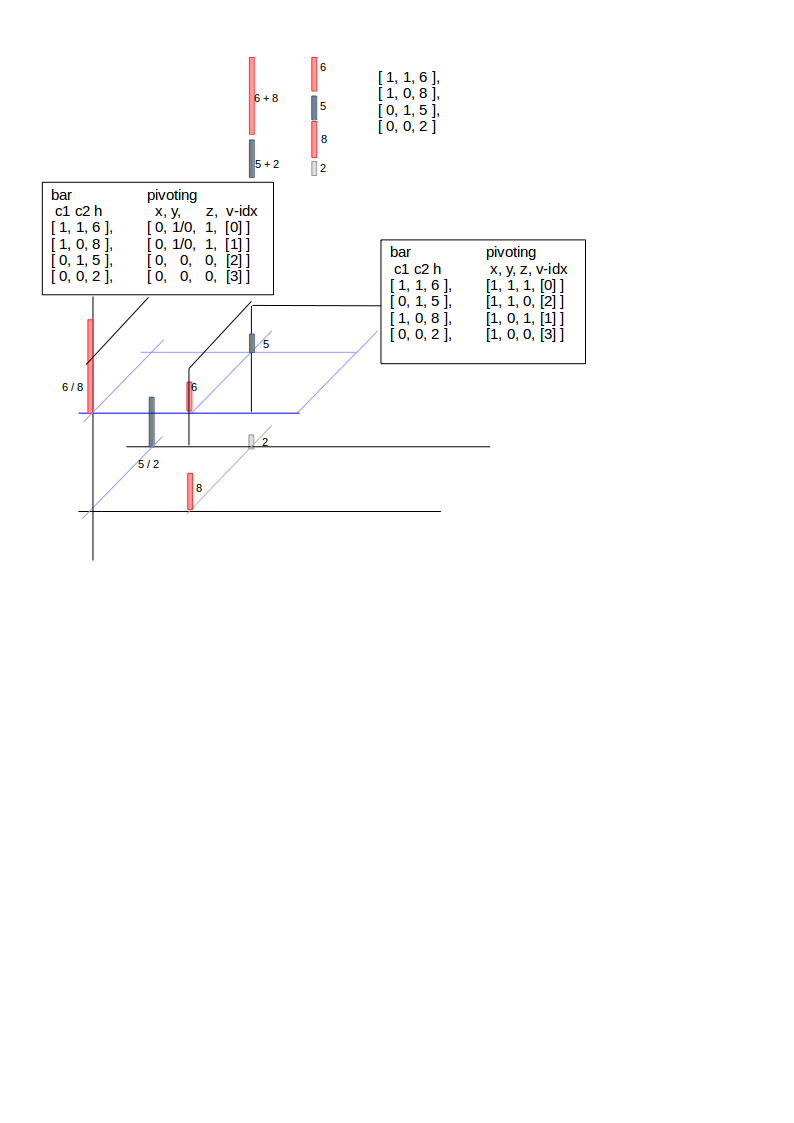 6
6 + 8
5
8
5 + 2
2
[ 1, 1, 6 ],
[ 1, 0, 8 ],
[ 0, 1, 5 ],
[ 0, 0, 2 ]
bar pivoting
c1 c2 h x, y, z, v-idx
[ 1, 1, 6 ], [ 0, 1/0, 1, [0] ]
[ 1, 0, 8 ], [ 0, 1/0, 1, [1] ]
[ 0, 1, 5 ], [ 0, 0, 0, [2] ]
[ 0, 0, 2 ], [ 0, 0, 0, [3] ]
bar pivoting
c1 c2 h x, y, z, v-idx
[ 1, 1, 6 ], [1, 1, 1, [0] ]
[ 0, 1, 5 ], [1, 1, 0, [2] ]
[ 1, 0, 8 ], [1, 0, 1, [1] ]
[ 0, 0, 2 ], [1, 0, 0, [3] ]
5
6 / 8
6
2
5 / 2
8